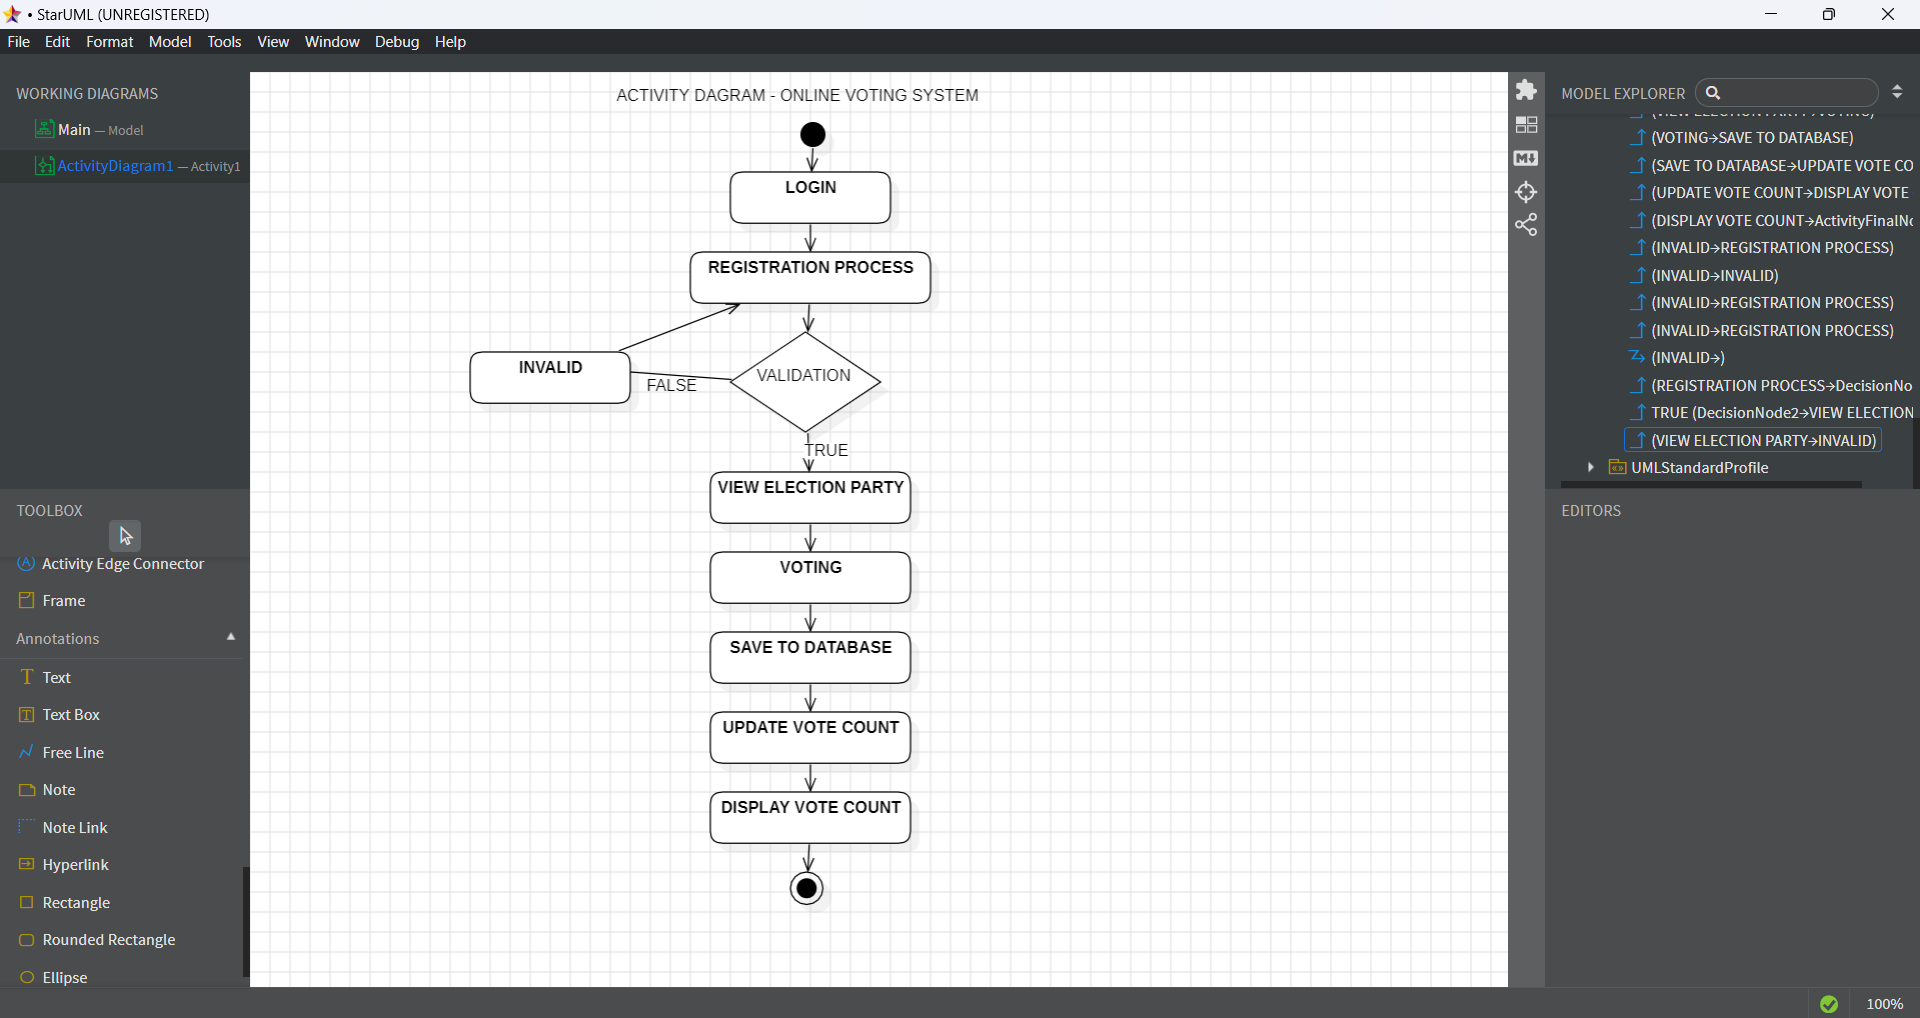 • StarUML (UNREGISTERED)
File Edit Format Model Tools View Window Debug Help
WORKING DIAGRAMS
Main — Model
ActivityDiagram1 — Activity1
TOOLBOX
Activity Edge Connector
Frame
Annotations
Text
Text Box
Free Line
Note
Note Link
Hyperlink
Rectangle
Rounded Rectangle
Ellipse
ACTIVITY DAGRAM - ONLINE VOTING SYSTEM
LOGIN
REGISTRATION PROCESS
INVALID
FALSE
VALIDATION
TRUE
VIEW ELECTION PARTY
VOTING
SAVE TO DATABASE
UPDATE VOTE COUNT
DISPLAY VOTE COUNT
MODEL EXPLORER
(VIEW ELECTION PARTY→VOTING)
(VOTING→SAVE TO DATABASE)
(SAVE TO DATABASE→UPDATE VOTE CO
(UPDATE VOTE COUNT→DISPLAY VOTE
(DISPLAY VOTE COUNT→ActivityFinalNo
(INVALID→REGISTRATION PROCESS)
(INVALID→INVALID)
(INVALID→REGISTRATION PROCESS)
(INVALID→REGISTRATION PROCESS)
(INVALID→)
(REGISTRATION PROCESS→DecisionNo
TRUE (DecisionNode2→VIEW ELECTION
(VIEW ELECTION PARTY→INVALID)
UMLStandardProfile
EDITORS
100%